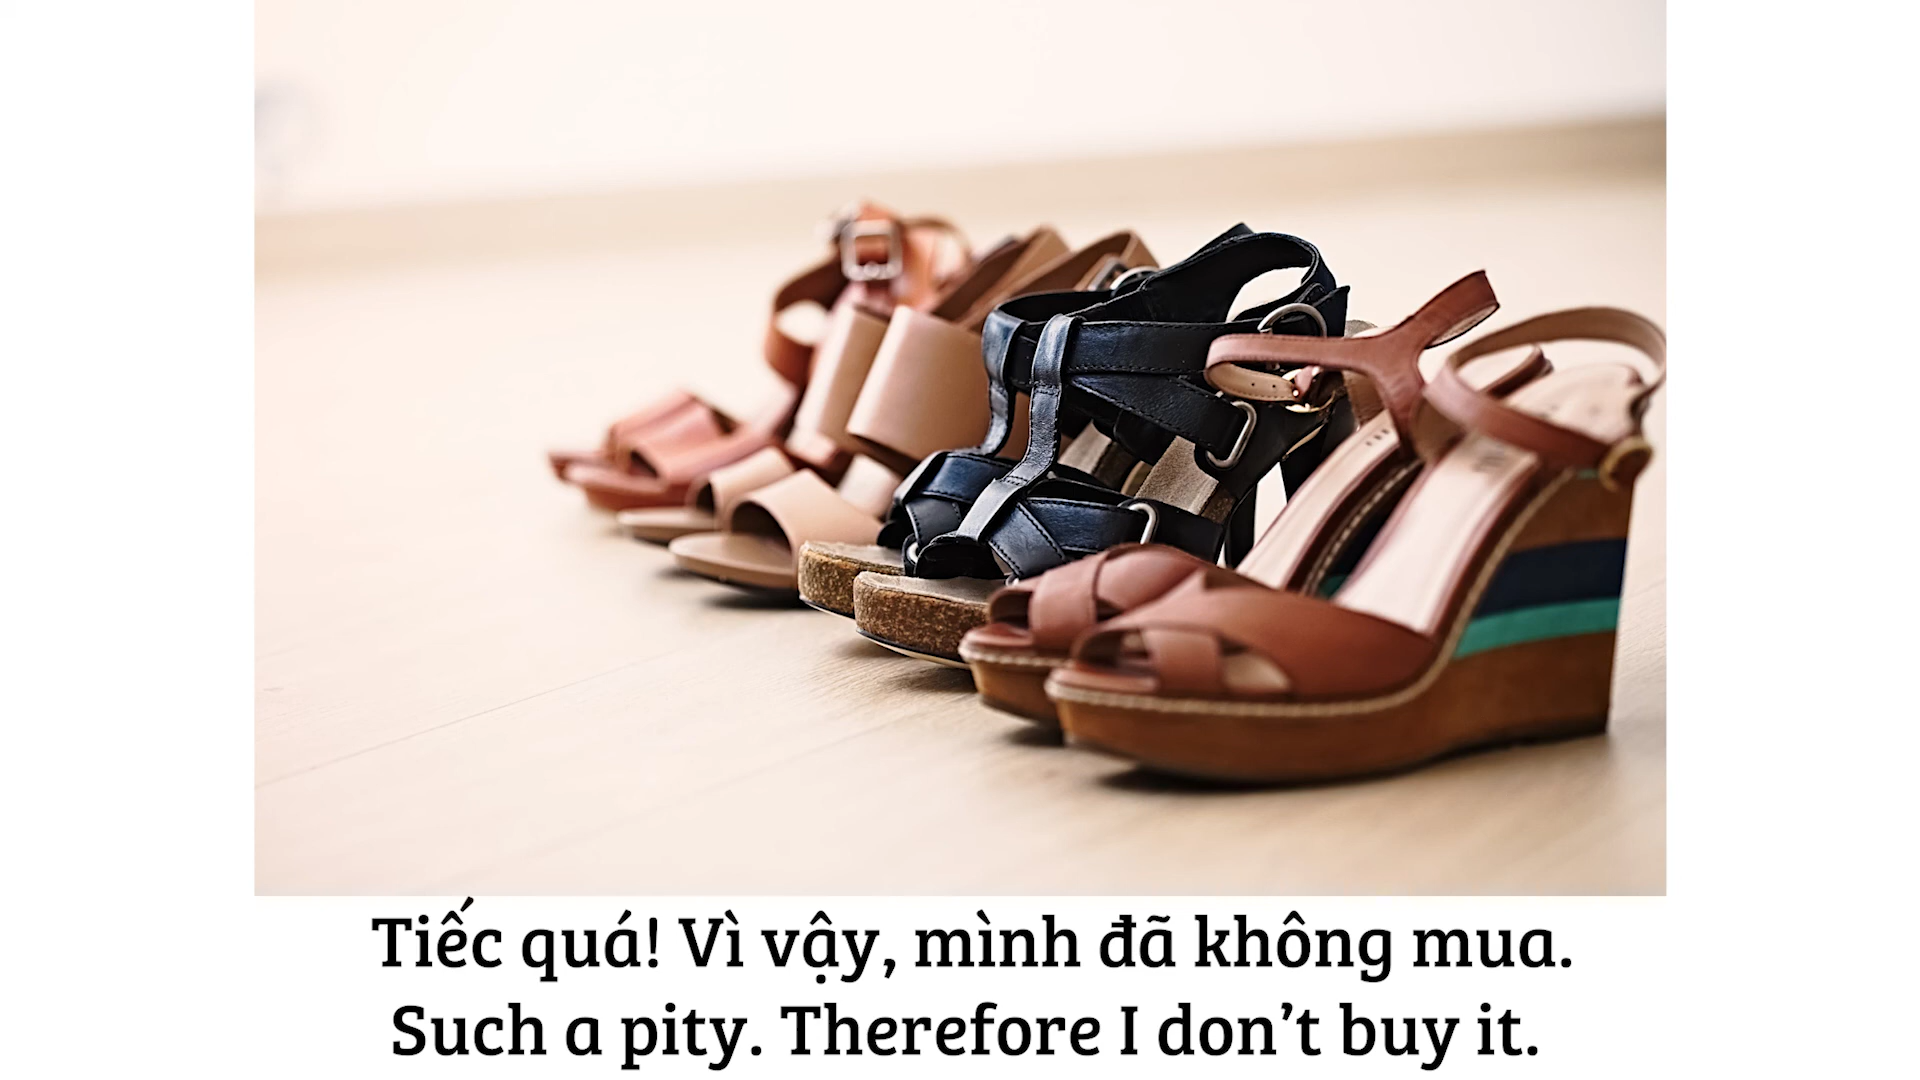 Tiếc quá! Vì vậy, mình đã không mua.
Such a pity. Therefore I don’t buy it.